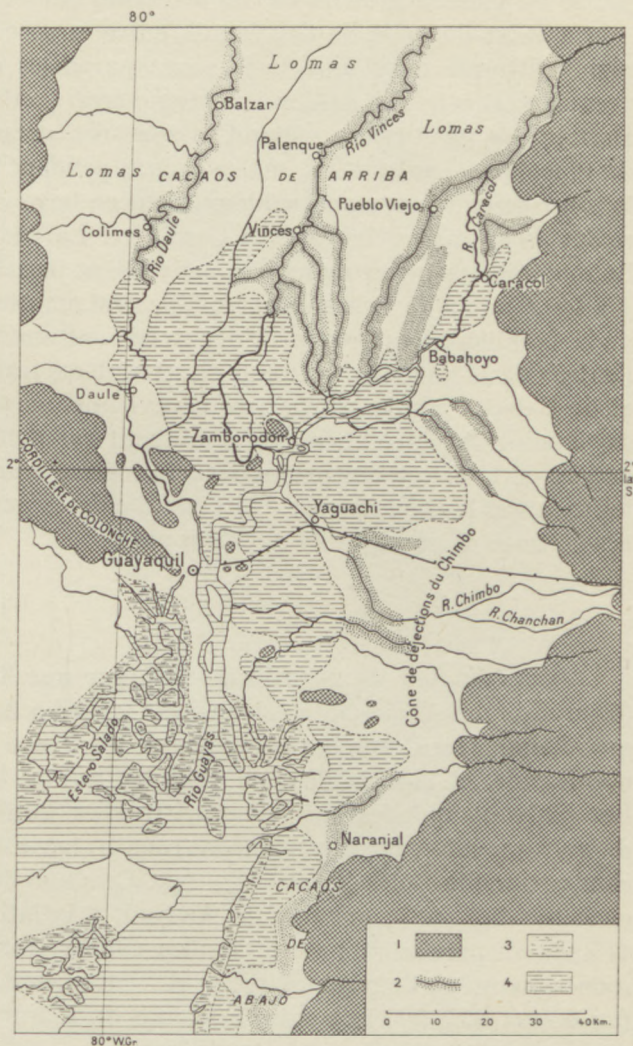 80°
Lomas
Balzar
Rio Vinces
Lomas
Palenque
Lomas
CACAOS DE ARRIBA
Pueblo Viejo
R. Caracol
Colimes
Vinces
Rio Daule
Caracol
Babahoyo
Daule
Zamborodon
2°
2°
la
S
CORDILLERE DE COLONCHE
Yaguachi
Guayaquil
R. Chimbo
R. Chanchan
Cône de déjections du Chimbo
Estero Salado
Rio Guayas
Naranjal
CACAOS
DE
ABAJO
1
3
2
4
0 10 20 30 40 Km.
80° W.Gr